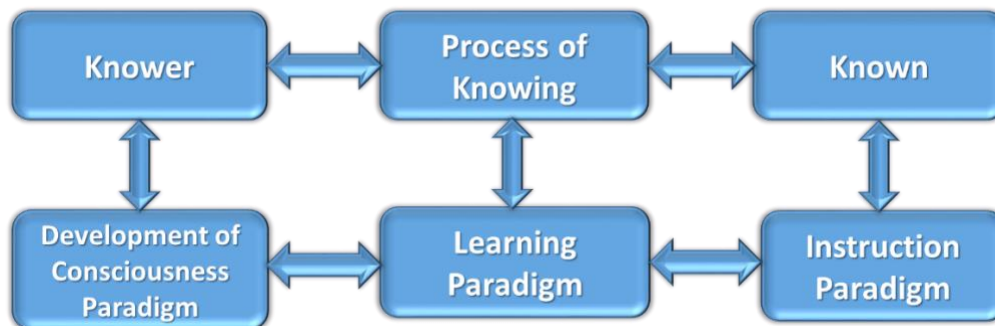 Knower
Process of
Knowing
Known
Development of
Consciousness
Paradigm
Learning
Paradigm
Instruction
Paradigm